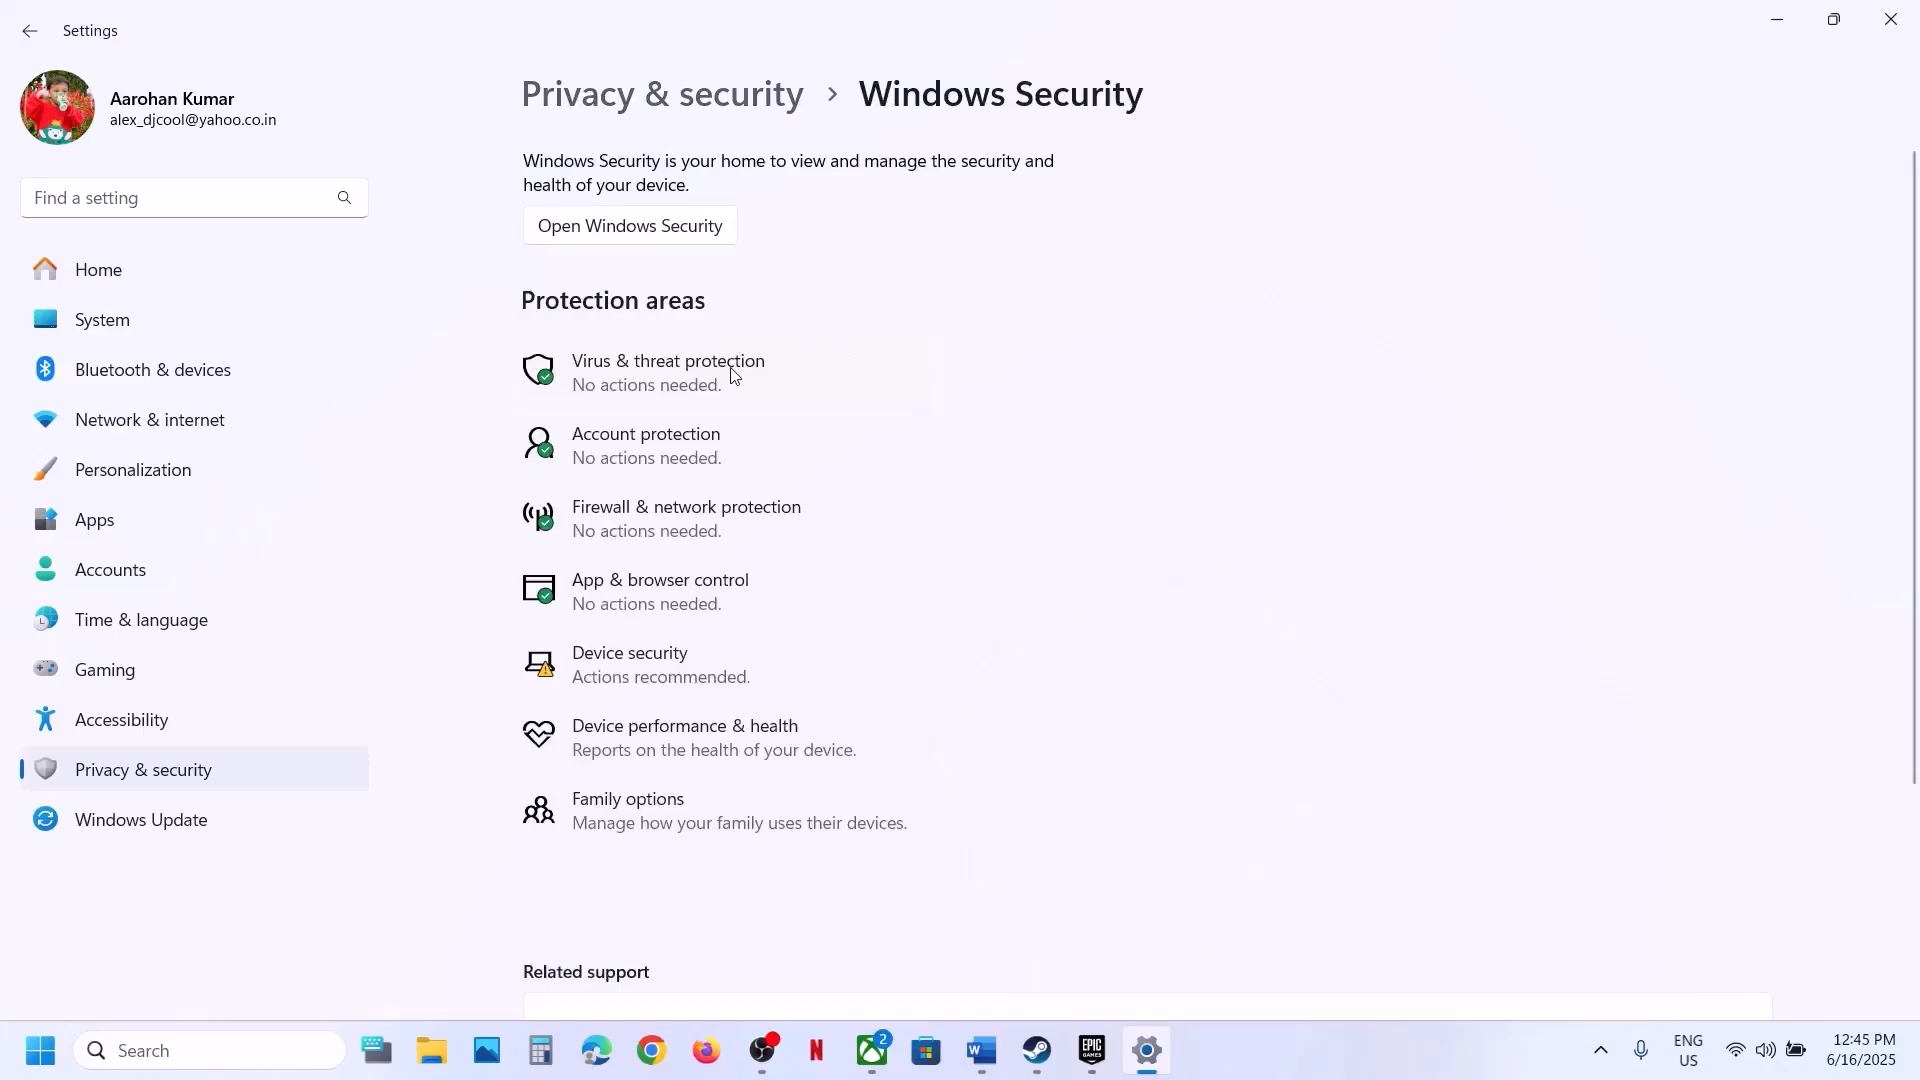 Settings
Aarohan Kumar
alex_djcool@yahoo.co.in
Find a setting
Home
System
Bluetooth & devices
Network & internet
Personalization
Apps
Accounts
Time & language
Gaming
Accessibility
Privacy & security
Windows Update
Privacy & security › Windows Security
Windows Security is your home to view and manage the security and
health of your device.
Open Windows Security
Protection areas
Virus & threat protection
No actions needed.
Account protection
No actions needed.
Firewall & network protection
No actions needed.
App & browser control
No actions needed.
Device security
Actions recommended.
Device performance & health
Reports on the health of your device.
Family options
Manage how your family uses their devices.
Related support
Search
N
2
W
EPIC
GAMES
ENG
US
12:45 PM
6/16/2025